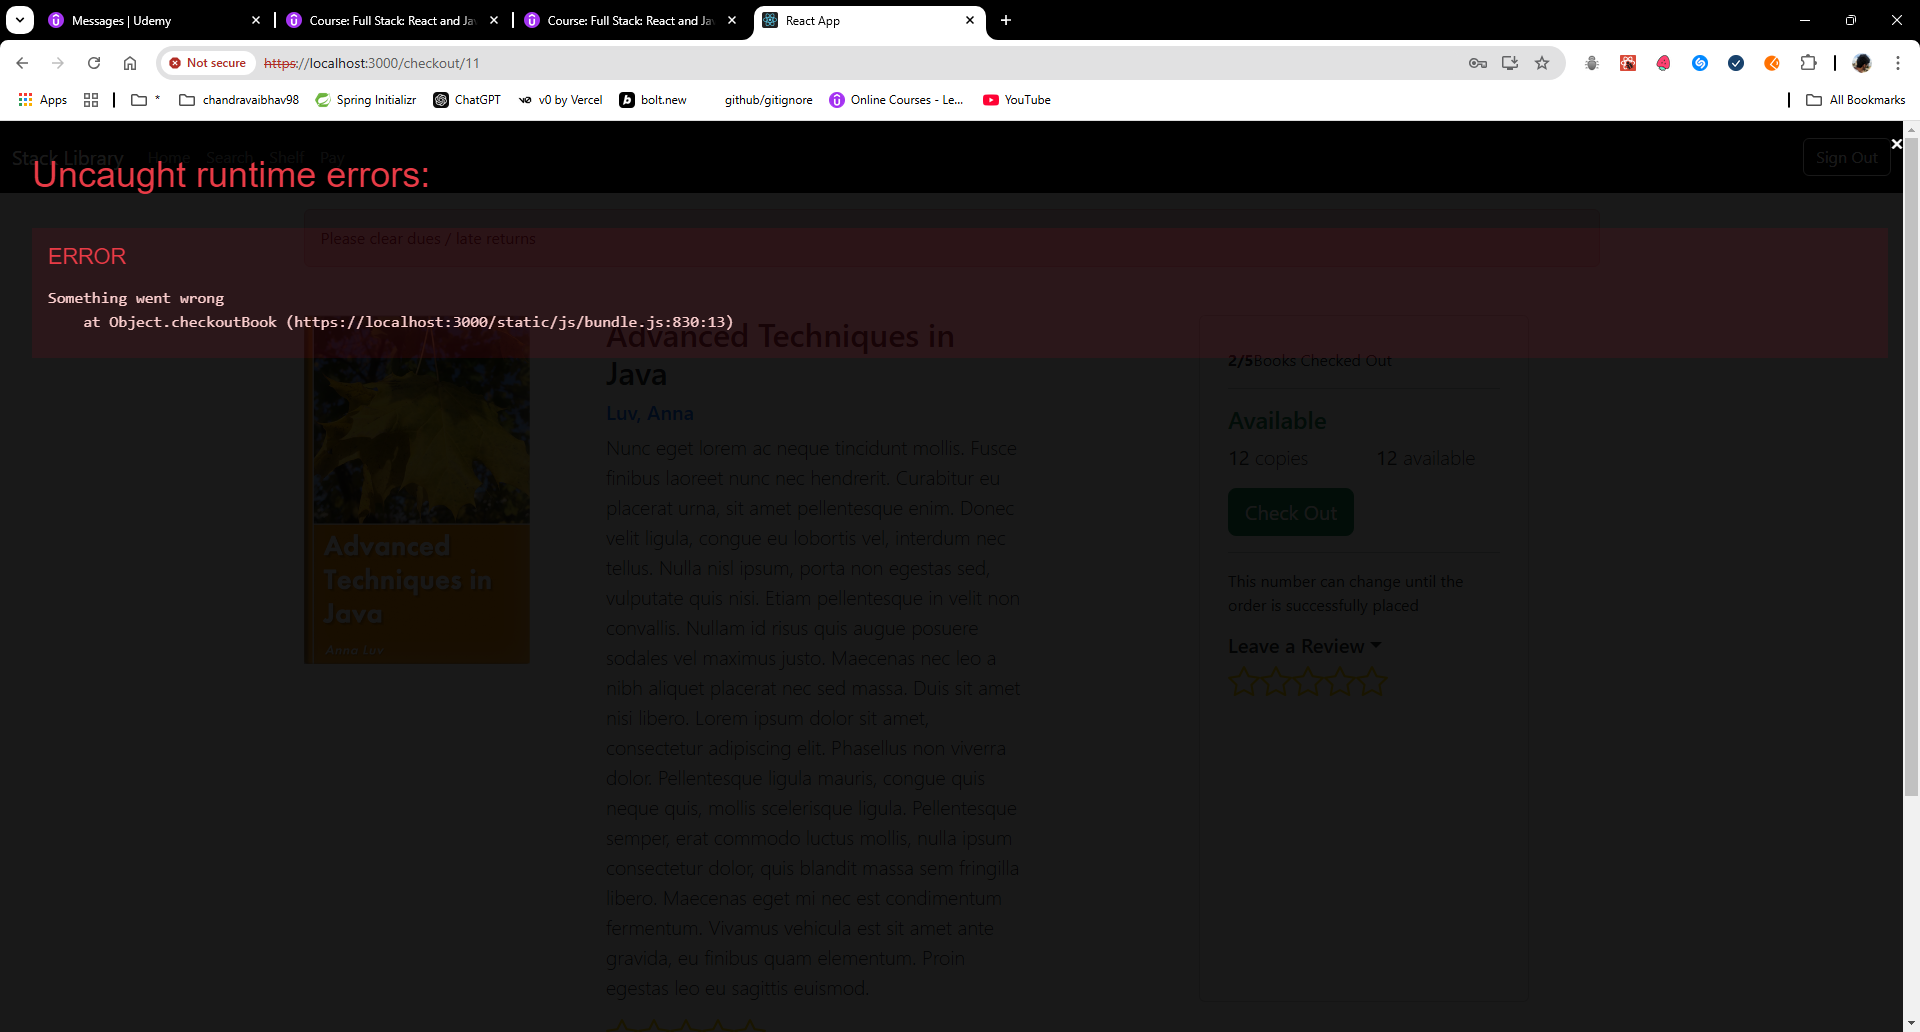 Messages | Udemy
Course: Full Stack: React and Ja
Course: Full Stack: React and Ja
React App
Not secure
https://localhost:3000/checkout/11
Apps
*
chandravaibhav98
Spring Initializr
ChatGPT
v0 by Vercel
bolt.new
github/gitignore
Online Courses - Le...
YouTube
All Bookmarks
Stack Library
Home
Search
Shelf
Pay
Sign Out
Uncaught runtime errors:
Please clear dues / late returns
ERROR
Something went wrong
at Object.checkoutBook (https://localhost:3000/static/js/bundle.js:830:13)
Advanced
Techniques in
Java
Anna Luv
Advanced Techniques in
Java
Luv, Anna
Nunc eget lorem ac neque tincidunt mollis. Fusce
finibus laoreet nunc nec hendrerit. Curabitur eu
placerat urna, sit amet pellentesque enim. Donec
velit ligula, congue eu lobortis vel, interdum nec
tellus. Nulla nisl ipsum, porta non egestas sed,
vulputate quis nisi. Etiam pellentesque in velit non
convallis. Nullam id risus quis augue posuere
sodales vel maximus justo. Maecenas nec leo a
nibh aliquet placerat nec sed massa. Duis sit amet
nisi libero. Lorem ipsum dolor sit amet,
consectetur adipiscing elit. Phasellus non viverra
dolor. Pellentesque ligula mauris, congue quis
neque quis, mollis scelerisque ligula. Pellentesque
semper, erat commodo luctus mollis, nulla ipsum
consectetur dolor, quis blandit massa sem fringilla
libero. Maecenas eget mi nec est condimentum
fermentum. Vivamus vehicula est sit amet ante
gravida, eu finibus quam elementum. Proin
egestas leo eu sagittis euismod.
2/5Books Checked Out
Available
12 copies
12 available
Check Out
This number can change until the
order is successfully placed
Leave a Review